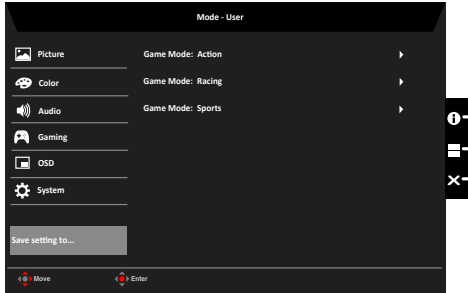 Mode - User
Picture
Game Mode: Action
Color
Game Mode: Racing
Audio
Game Mode: Sports
Gaming
OSD
System
Save setting to...
Move
Enter